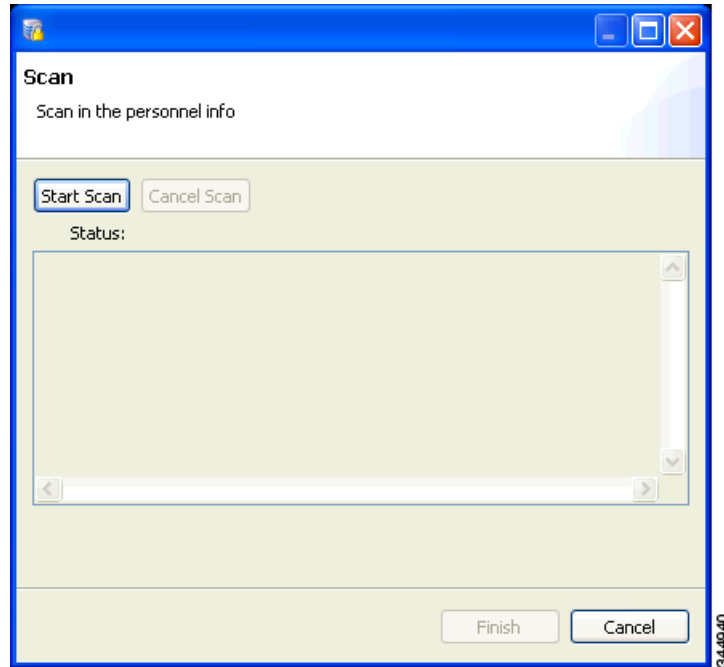 Scan
Scan in the personnel info
Start Scan Cancel Scan
Status:
Finish Cancel